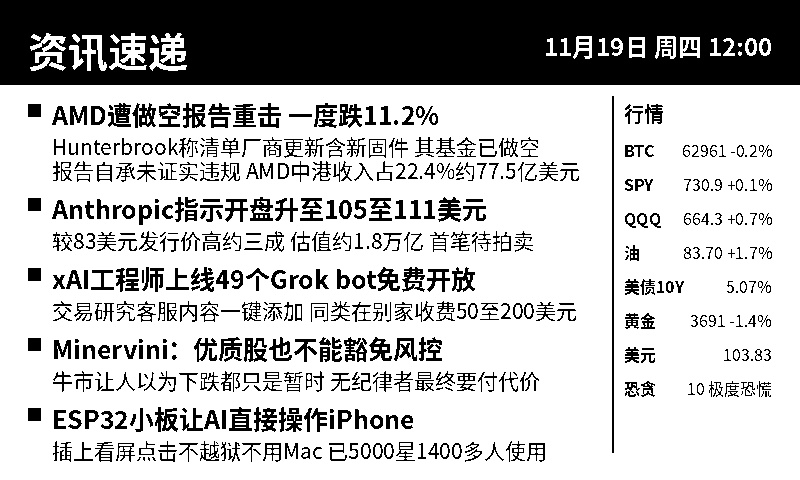 资讯速递
11月19日 周四 12:00
AMD遭做空报告重击 一度跌11.2%
Hunterbrook称清单厂商更新含新固件 其基金已做空
报告自承未证实违规 AMD中港收入占22.4%约77.5亿美元
Anthropic指示开盘升至105至111美元
较83美元发行价高约三成 估值约1.8万亿 首笔待拍卖
xAI工程师上线49个Grok bot免费开放
交易研究客服内容一键添加 同类在别家收费50至200美元
Minervini：优质股也不能豁免风控
牛市让人以为下跌都只是暂时 无纪律者最终要付代价
ESP32小板让AI直接操作iPhone
插上看屏点击不越狱不用Mac 已5000星1400多人使用
行情
BTC 62961 -0.2%
SPY 730.9 +0.1%
QQQ 664.3 +0.7%
油 83.70 +1.7%
美债10Y 5.07%
黄金 3691 -1.4%
美元 103.83
恐贪 10 极度恐慌